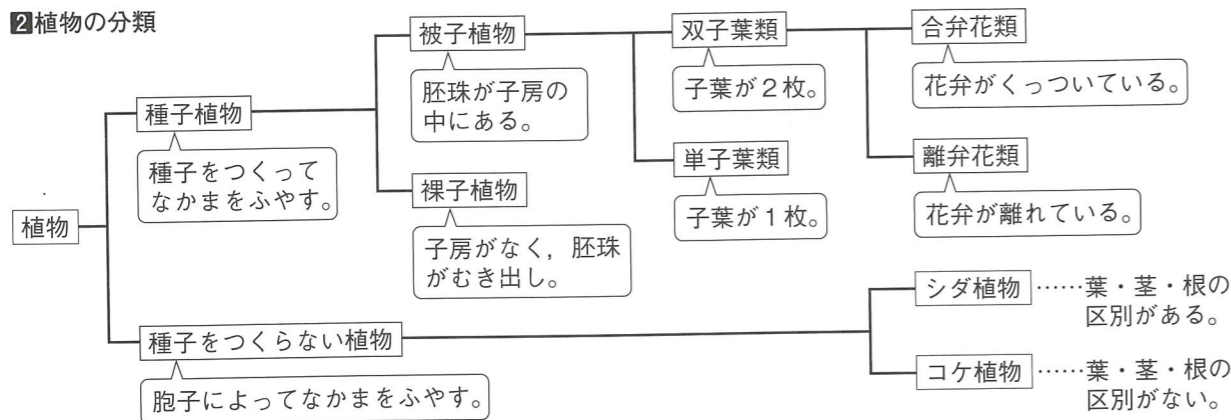 2植物の分類
植物
種子植物
種子をつくって
なかまをふやす。
被子植物
胚珠が子房の
中にある。
双子葉類
子葉が2枚。
合弁花類
花弁がくっついている。
離弁花類
花弁が離れている。
単子葉類
子葉が1枚。
裸子植物
子房がなく，胚珠
がむき出し。
種子をつくらない植物
胞子によってなかまをふやす。
シダ植物……葉・茎・根の
区別がある。
コケ植物……葉・茎・根の
区別がない。